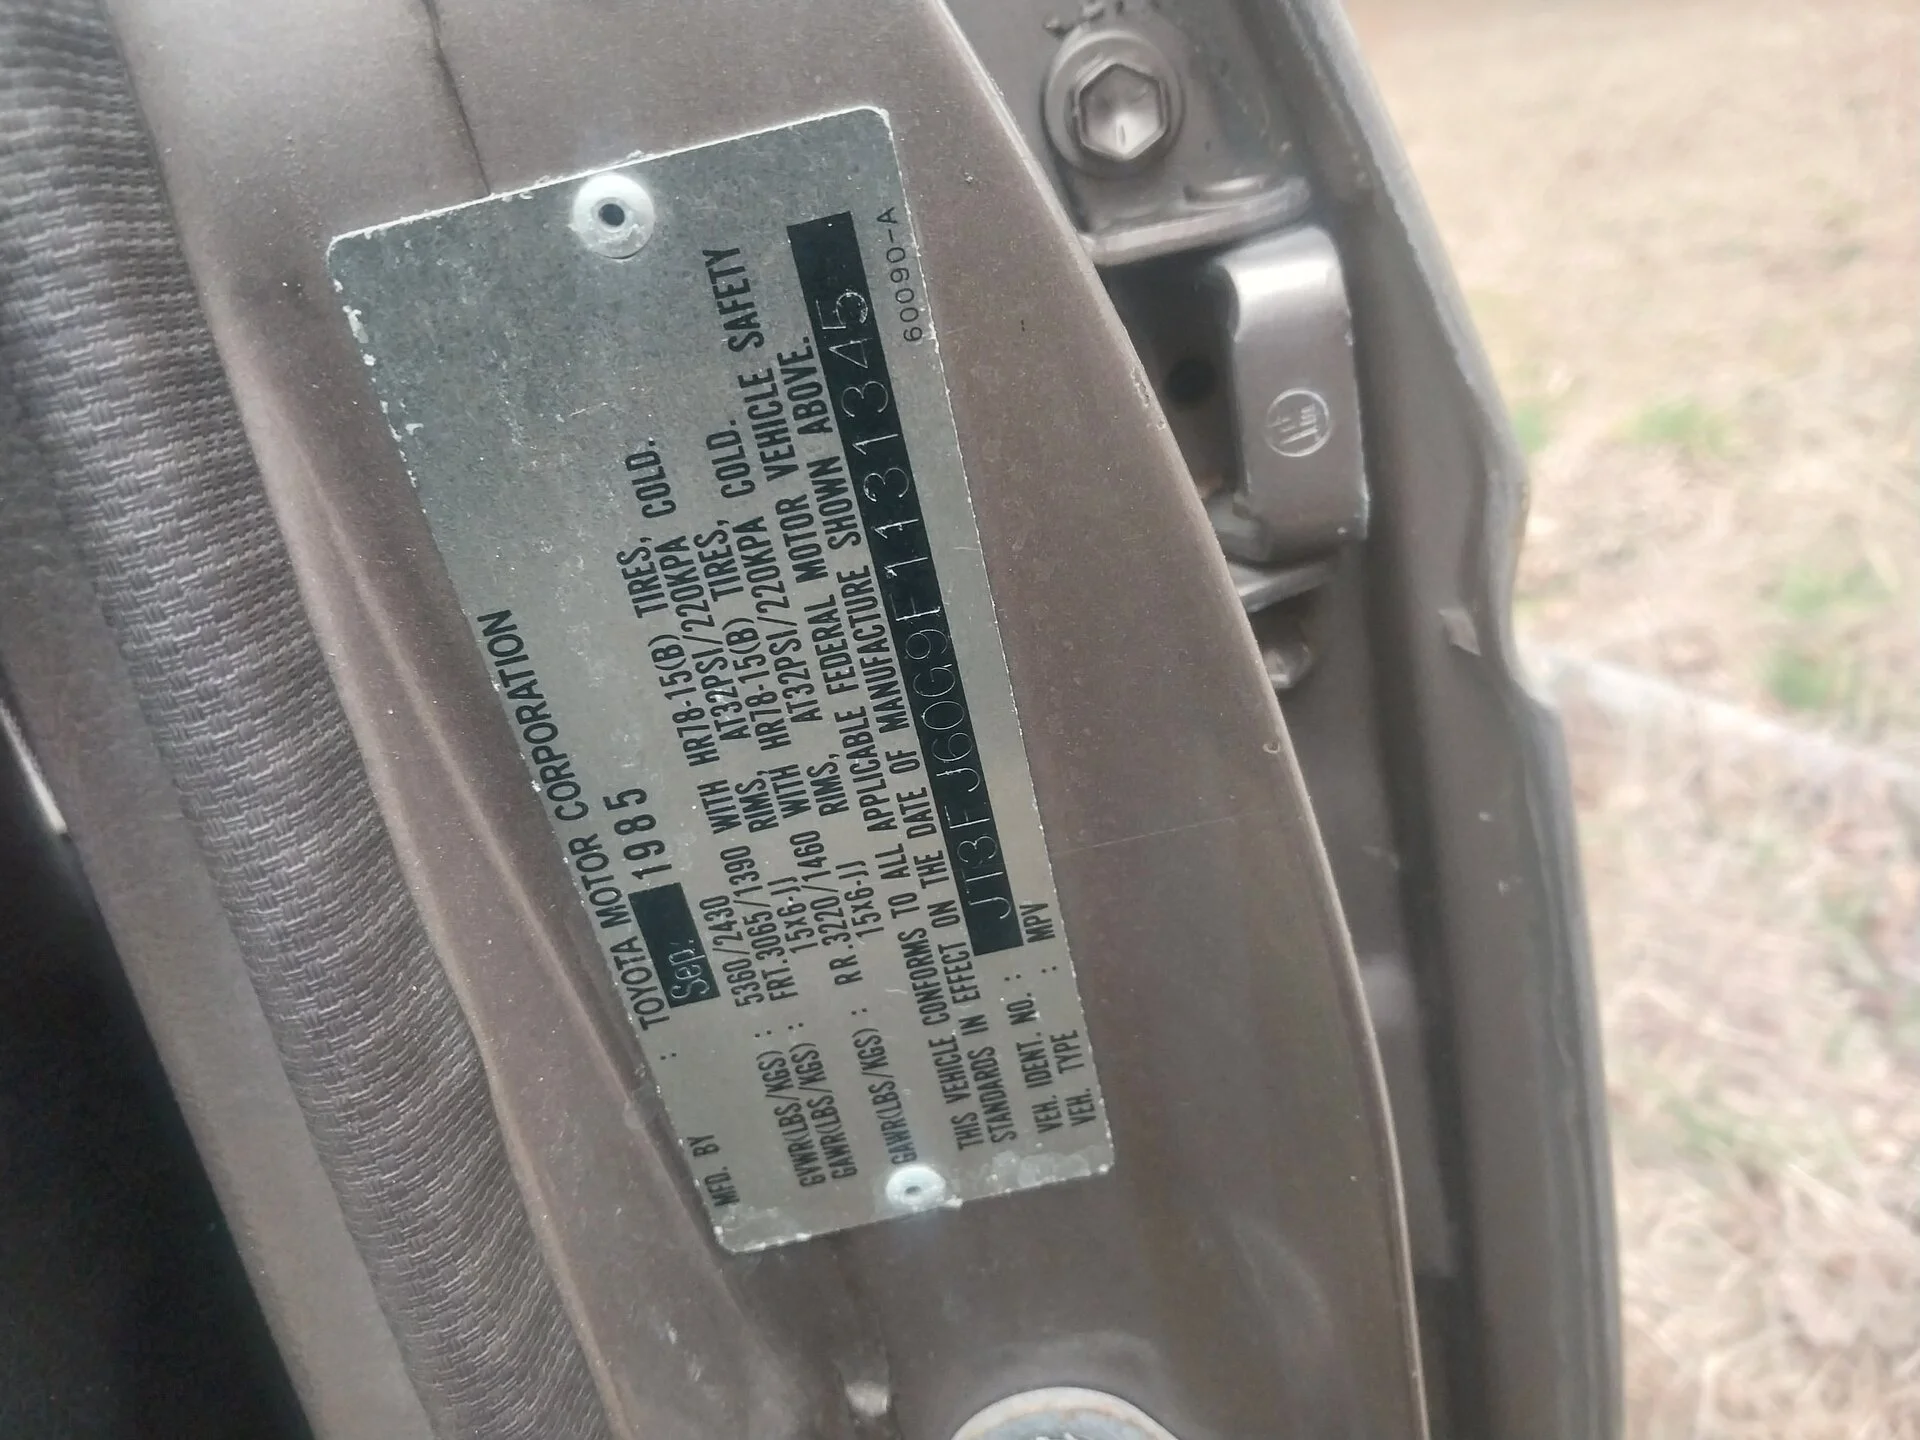 MFD. BY : TOYOTA MOTOR CORPORATION
Sep. 1985
GVWR(LBS/KGS) : 5360/2430 WITH HR78-15(B) TIRES,
GAWR(LBS/KGS) : FRT.3065/1390 RIMS, AT32PSI/220KPA COLD.
15X6-JJ WITH HR78-15(B) TIRES,
GAWR(LBS/KGS) : RR.3220/1460 RIMS, AT32PSI/220KPA COLD.
15X6-JJ
THIS VEHICLE CONFORMS TO ALL APPLICABLE FEDERAL MOTOR VEHICLE SAFETY
STANDARDS IN EFFECT ON THE DATE OF MANUFACTURE SHOWN ABOVE.
VEH. IDENT. NO. : JT3FJ60G9F1131345
VEH. TYPE : MPV
60090-A